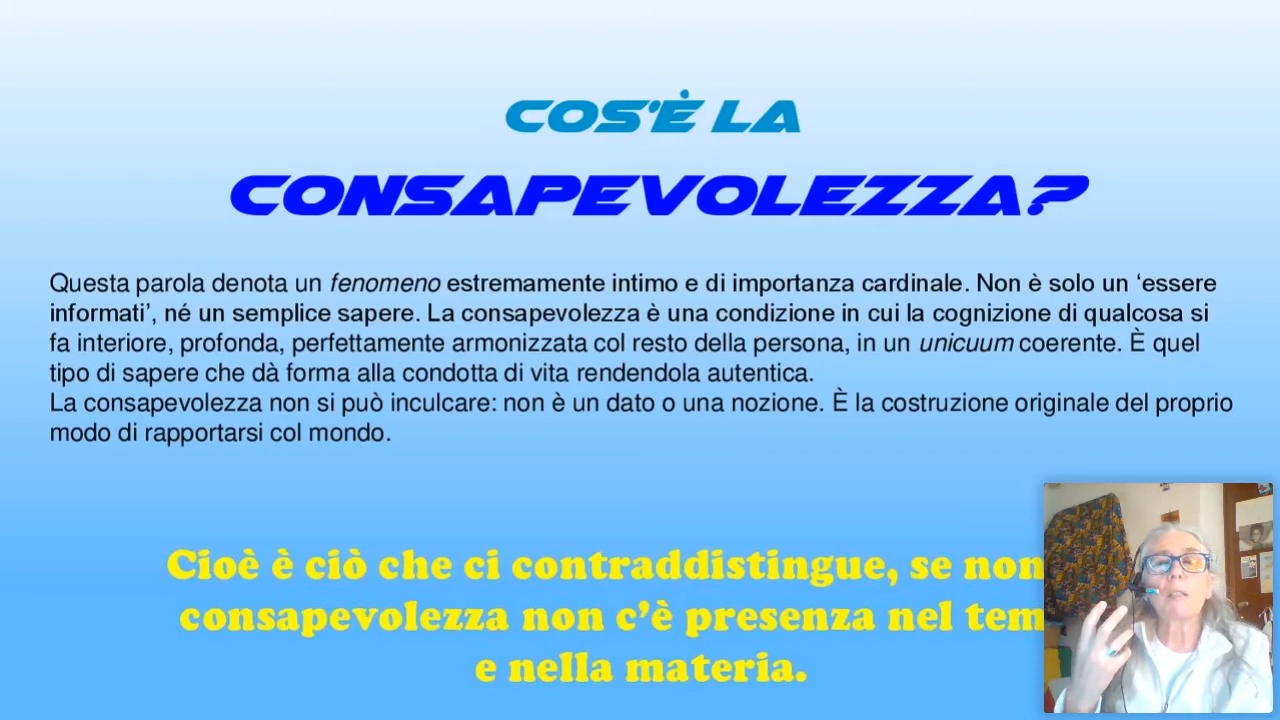 COS'È LA
CONSAPEVOLEZZA?
Questa parola denota un fenomeno estremamente intimo e di importanza cardinale. Non è solo un ‘essere
informati’, né un semplice sapere. La consapevolezza è una condizione in cui la cognizione di qualcosa si
fa interiore, profonda, perfettamente armonizzata col resto della persona, in un unicuum coerente. È quel
tipo di sapere che dà forma alla condotta di vita rendendola autentica.
La consapevolezza non si può inculcare: non è un dato o una nozione. È la costruzione originale del proprio
modo di rapportarsi col mondo.
Cioè è ciò che ci contraddistingue, se non
consapevolezza non c’è presenza nel
e nella materia.